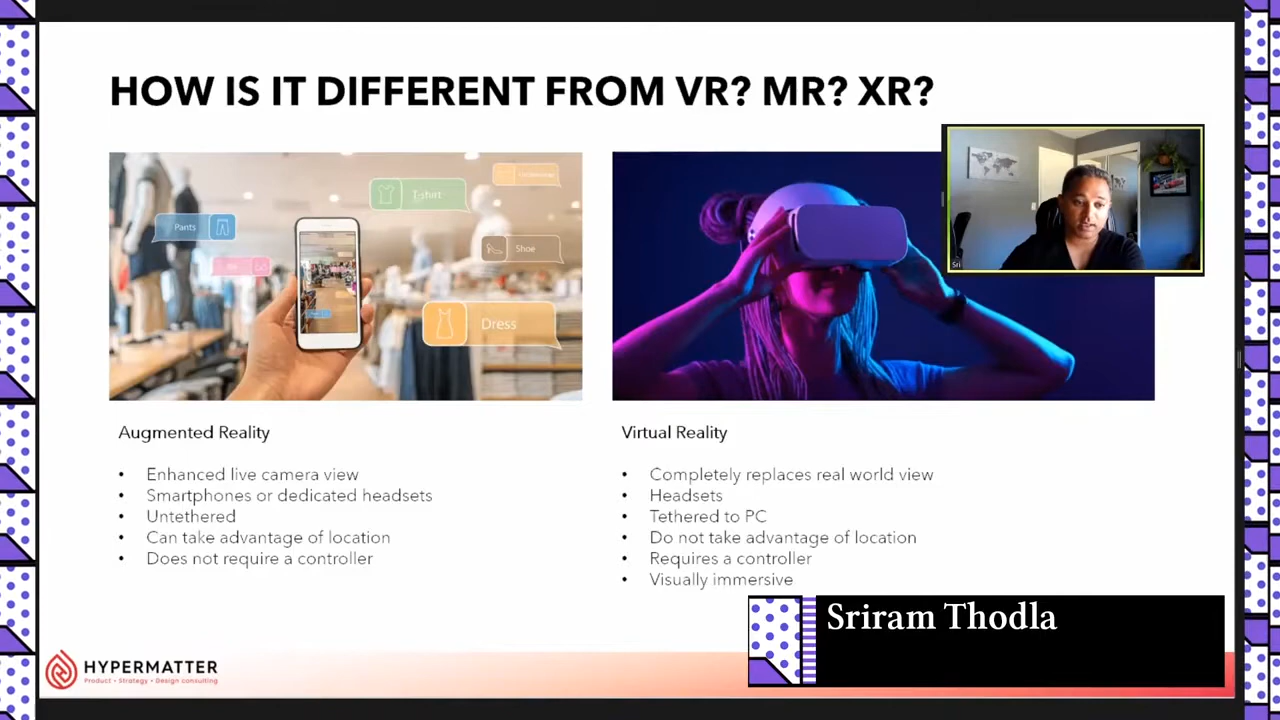 HOW IS IT DIFFERENT FROM VR? MR? XR?
Pants
T-shirt
Shoe
Dress
Sri
Augmented Reality
• Enhanced live camera view
• Smartphones or dedicated headsets
• Untethered
• Can take advantage of location
• Does not require a controller
Virtual Reality
• Completely replaces real world view
• Headsets
• Tethered to PC
• Do not take advantage of location
• Requires a controller
• Visually immersive
Sriram Thodla
HYPERMATTER
Product • Strategy • Design consulting